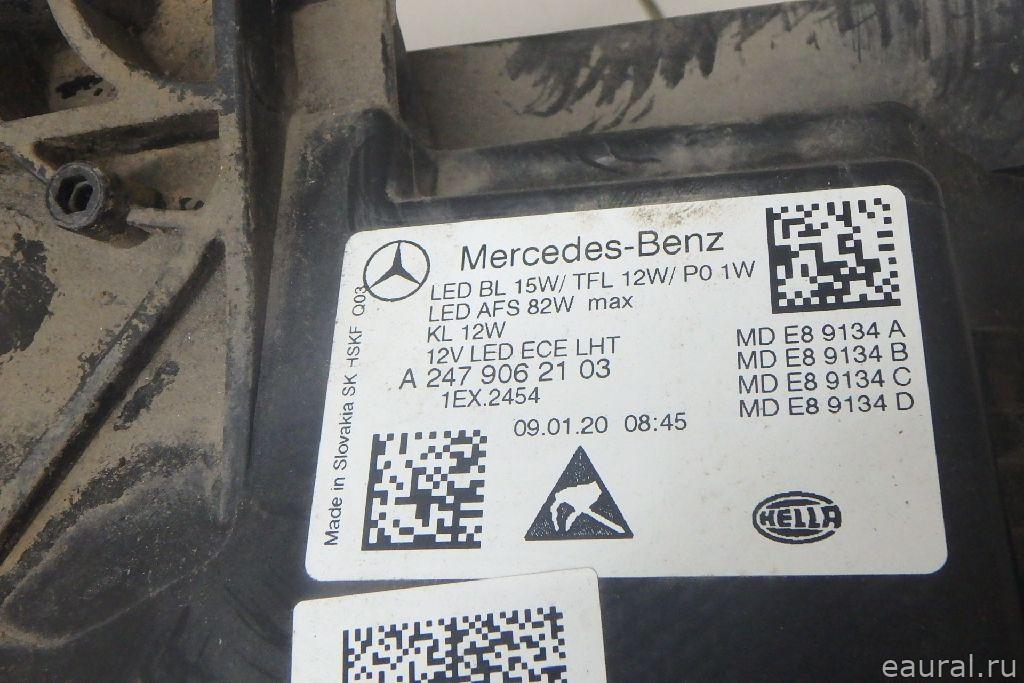 Mercedes-Benz
LED BL 15W/ TFL 12W/ P0 1W
LED AFS 82W max
KL 12W
12V LED ECE LHT
A 247 906 21 03
1EX.2454
09.01.20 08:45
MD E8 9134 A
MD E8 9134 B
MD E8 9134 C
MD E8 9134 D
Made in Slovakia SK HSKF Q03
HELLA
eaural.ru